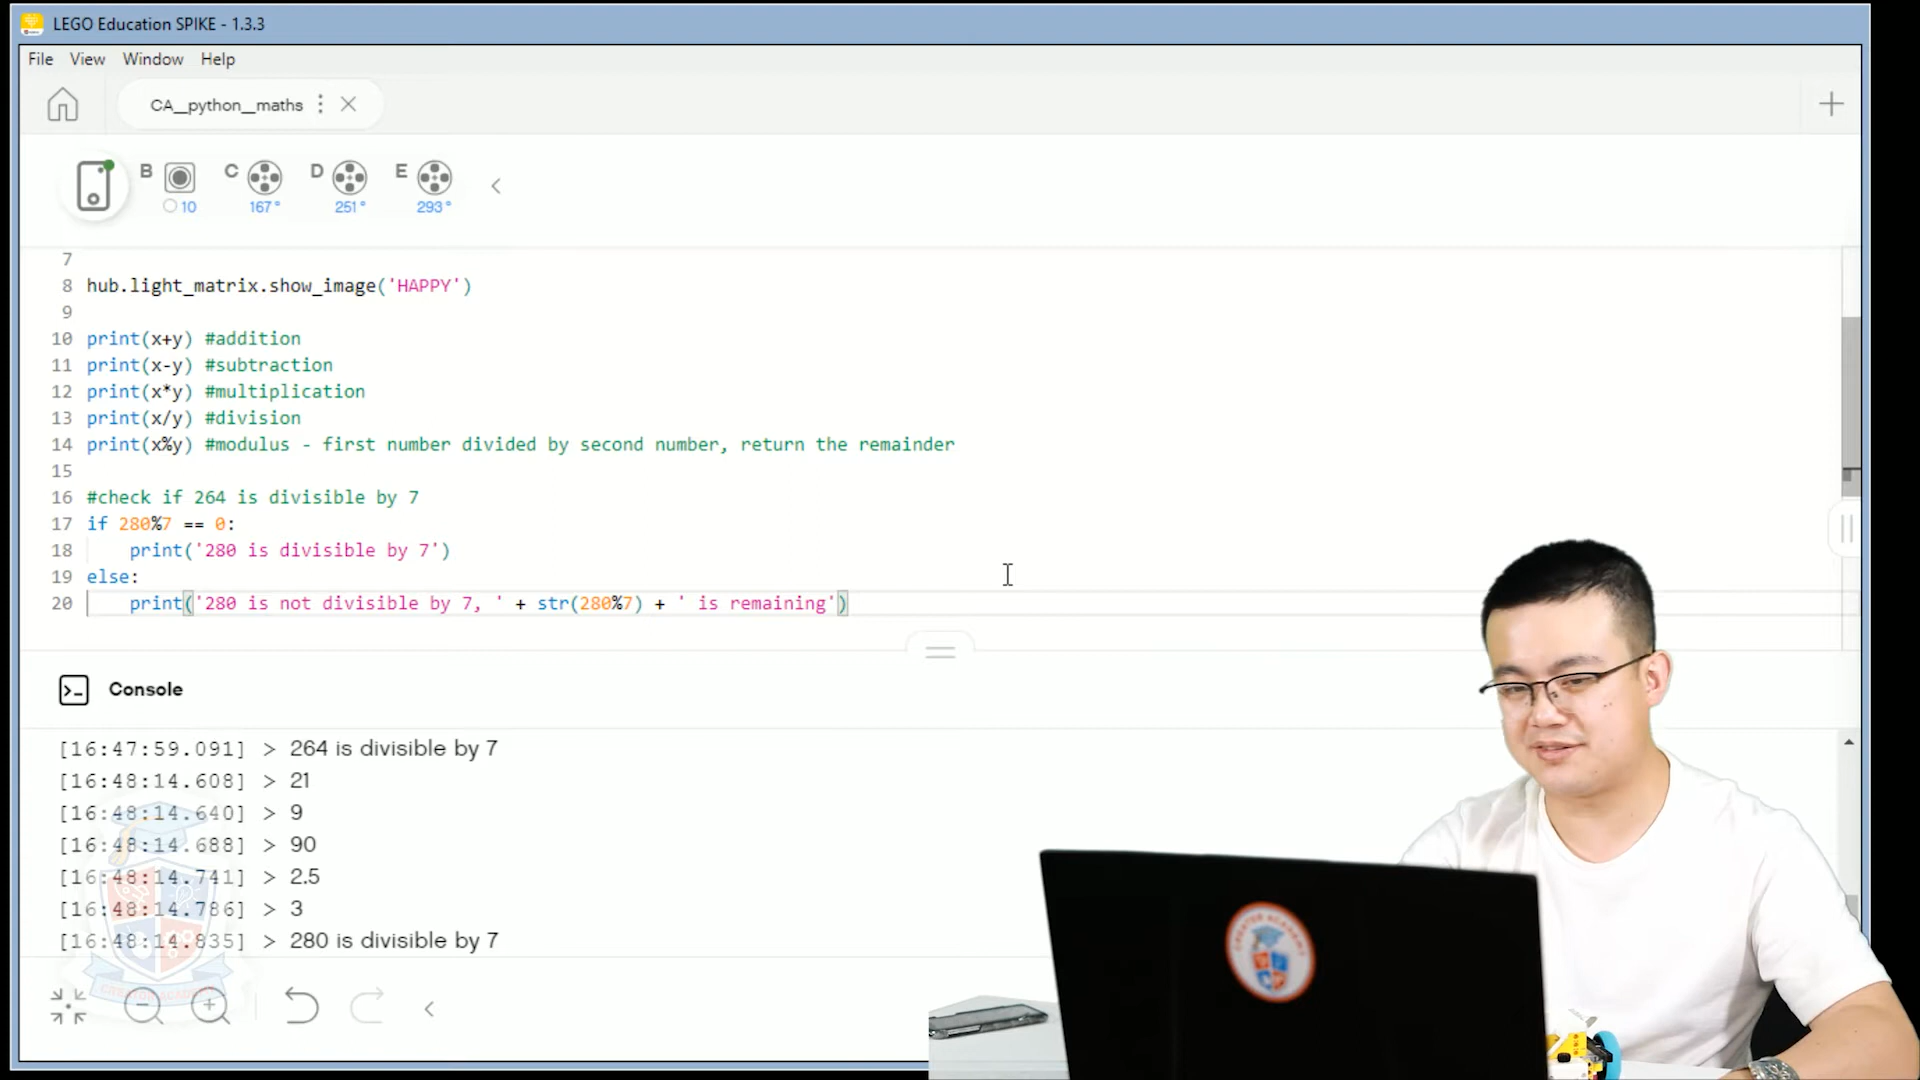 LEGO Education SPIKE - 1.3.3
File View Window Help
CA__python__maths
B C D E
10 167° 251° 293°
7
8 hub.light_matrix.show_image('HAPPY')
9
10 print(x+y) #addition
11 print(x-y) #subtraction
12 print(x*y) #multiplication
13 print(x/y) #division
14 print(x%y) #modulus - first number divided by second number, return the remainder
15
16 #check if 264 is divisible by 7
17 if 280%7 == 0:
18 print('280 is divisible by 7')
19 else:
20 print('280 is not divisible by 7, ' + str(280%7) + ' is remaining')
Console
[16:47:59.091] > 264 is divisible by 7
[16:48:14.608] > 21
[16:48:14.640] > 9
[16:48:14.688] > 90
[16:48:14.741] > 2.5
[16:48:14.786] > 3
[16:48:14.835] > 280 is divisible by 7
CREATOR ACADEMY
CREATOR ACADEMY